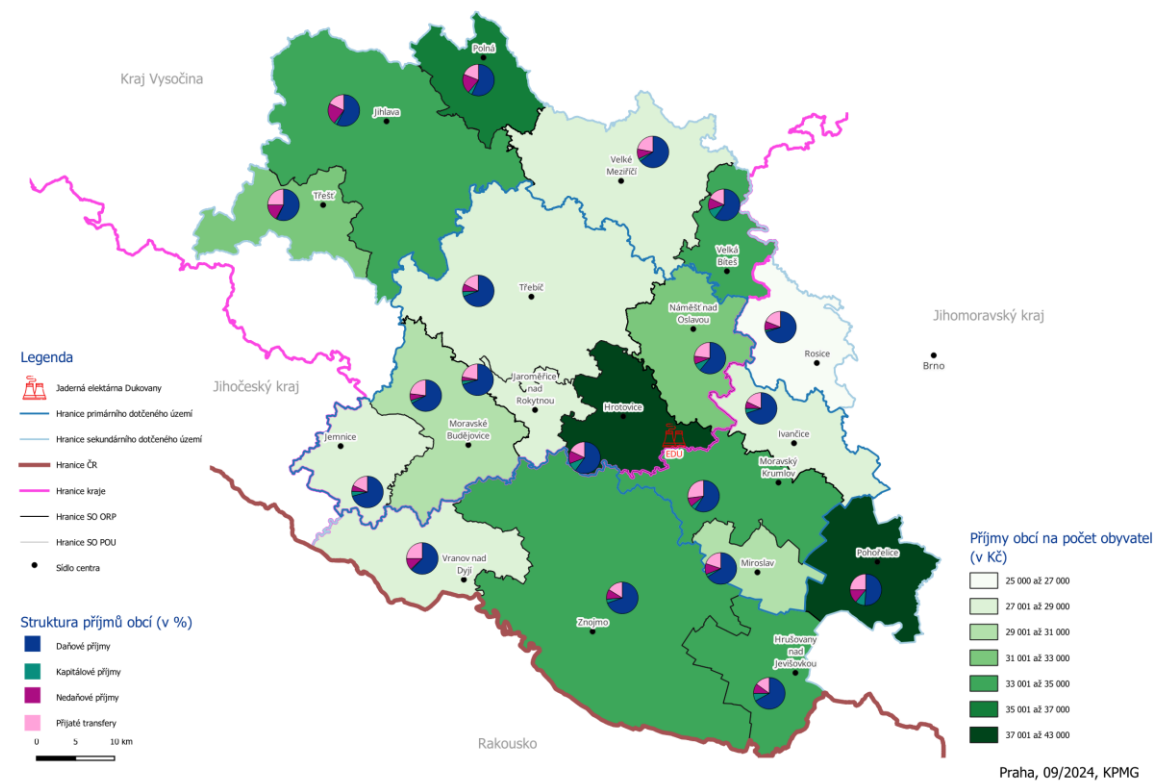 Kraj Vysočina
Polná
Jihlava
Velké
Meziříčí
Třešť
Velká
Bíteš
Třebíč
Náměšť nad
Oslavou
Jihomoravský kraj
Rosice
Brno
Jihočeský kraj
Jaroměřice
nad
Rokytnou
Hrotovice
Moravské
Budějovice
Jemnice
Ivančice
EDU
Moravský
Krumlov
Pohořelice
Miroslav
Vranov nad
Dyjí
Znojmo
Hrušovany
nad
Jevišovkou
Rakousko
Legenda
Jaderná elektárna Dukovany
Hranice primárního dotčeného území
Hranice sekundárního dotčeného území
Hranice ČR
Hranice kraje
Hranice SO ORP
Hranice SO POU
Sídlo centra
Struktura příjmů obcí (v %)
Daňové příjmy
Kapitálové příjmy
Nedaňové příjmy
Přijaté transfery
0 5 10 km
Příjmy obcí na počet obyvatel
(v Kč)
25 000 až 27 000
27 001 až 29 000
29 001 až 31 000
31 001 až 33 000
33 001 až 35 000
35 001 až 37 000
37 001 až 43 000
Praha, 09/2024, KPMG